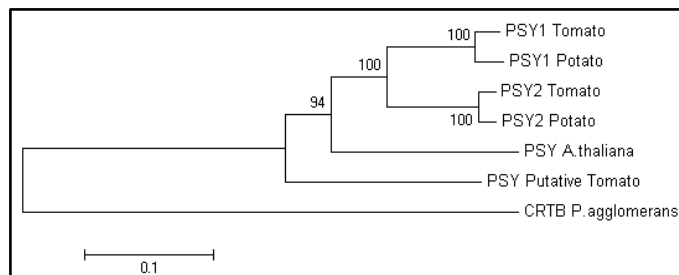 PSY1 Tomato
100
PSY1 Potato
100
PSY2 Tomato
94
100
PSY2 Potato
PSY A.thaliana
PSY Putative Tomato
CRTB P.agglomerans
0.1